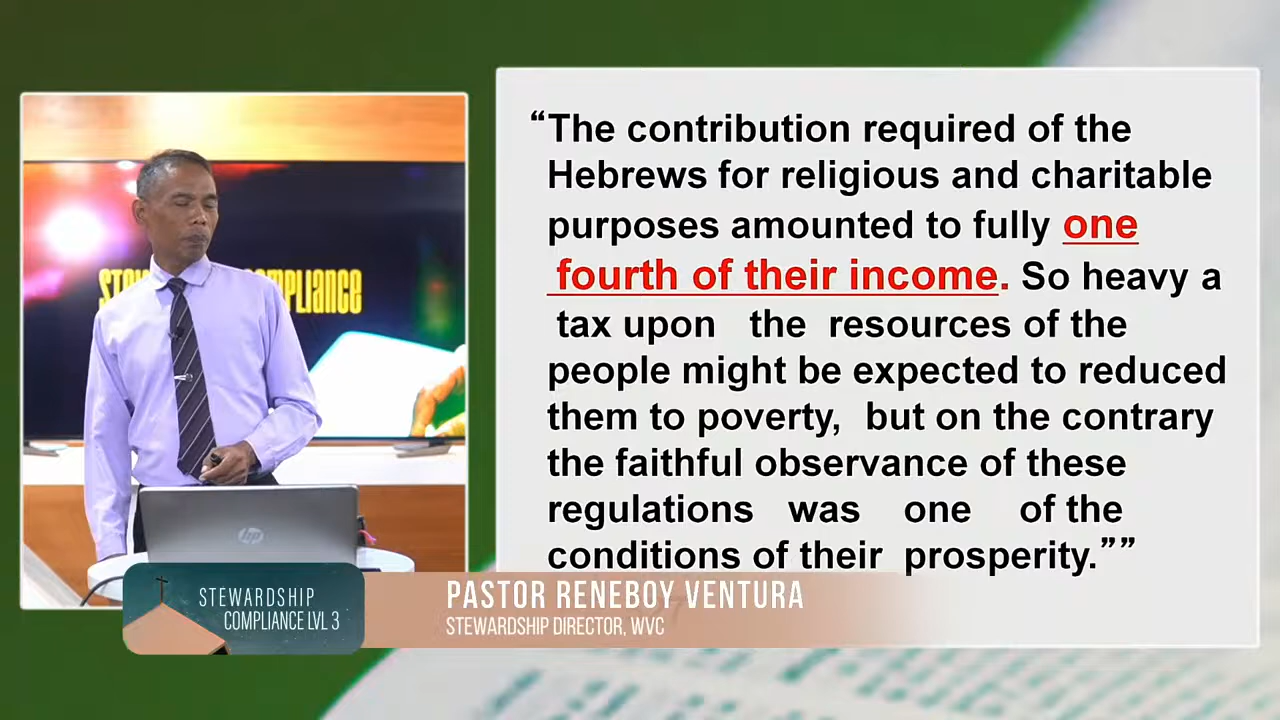 “The contribution required of the
Hebrews for religious and charitable
purposes amounted to fully one
fourth of their income. So heavy a
tax upon the resources of the
people might be expected to reduced
them to poverty, but on the contrary
the faithful observance of these
regulations was one of the
conditions of their prosperity.””
COMPLIANCE
hp
STEWARDSHIP
COMPLIANCE LVL 3
PASTOR RENEBOY VENTURA
STEWARDSHIP DIRECTOR, WVC